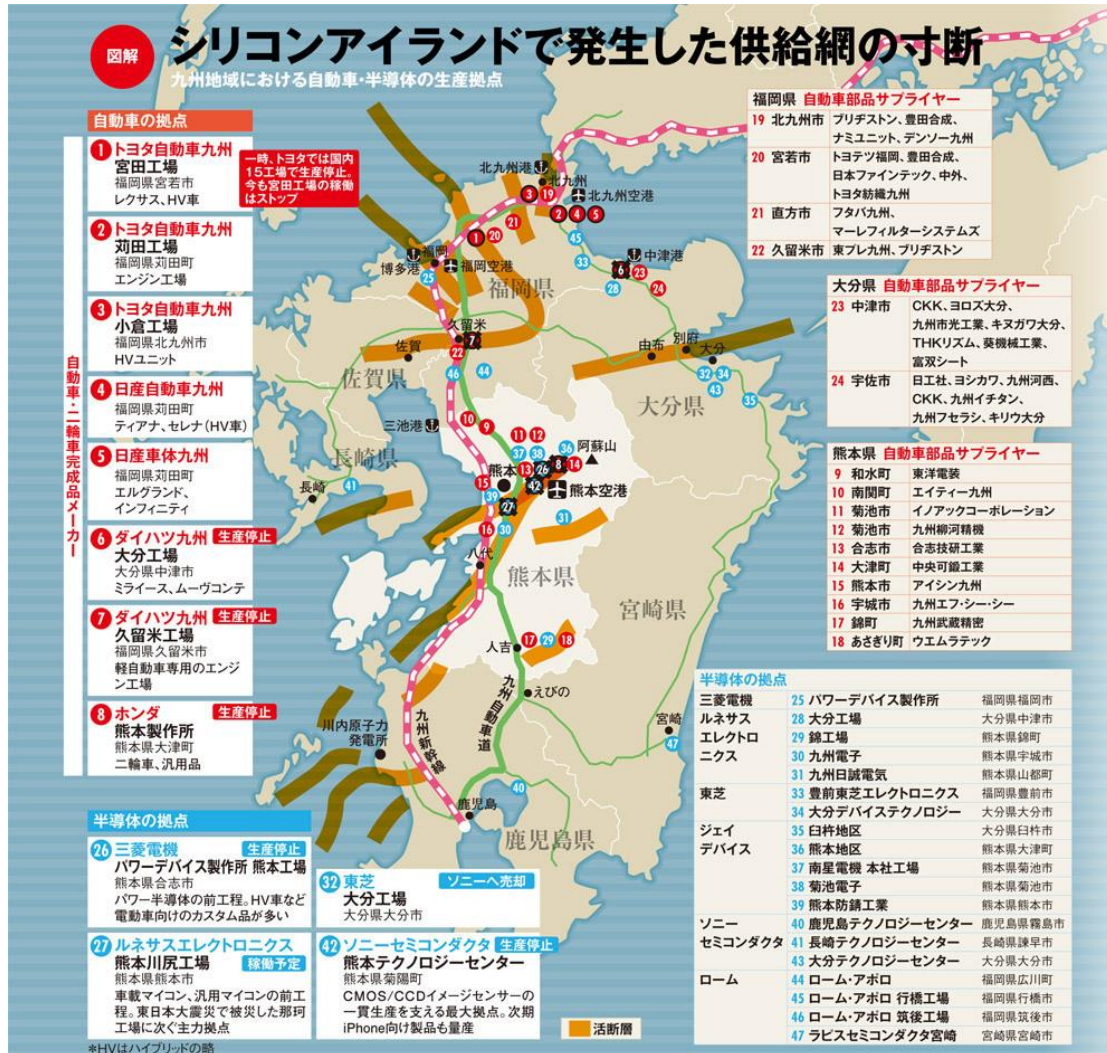 図解
シリコンアイランドで発生した供給網の寸断
九州地域における自動車・半導体の生産拠点
自動車の拠点
自動車・二輪車完成品メーカー
1 トヨタ自動車九州
宮田工場
福岡県宮若市
レクサス、HV車
一時、トヨタでは国内
15工場で生産停止。
今も宮田工場の稼働
はストップ
2 トヨタ自動車九州
苅田工場
福岡県苅田町
エンジン工場
3 トヨタ自動車九州
小倉工場
福岡県北九州市
HVユニット
4 日産自動車九州
福岡県苅田町
ティアナ、セレナ(HV車)
5 日産車体九州
福岡県苅田町
エルグランド、
インフィニティ
6 ダイハツ九州 生産停止
大分工場
大分県中津市
ミライース、ムーヴコンテ
7 ダイハツ九州 生産停止
久留米工場
福岡県久留米市
軽自動車専用のエンジ
ン工場
8 ホンダ 生産停止
熊本製作所
熊本県大津町
二輪車、汎用品
半導体の拠点
26 三菱電機 生産停止
パワーデバイス製作所 熊本工場
熊本県合志市
パワー半導体の前工程。HV車など
電動車向けのカスタム品が多い
27 ルネサスエレクトロニクス
熊本川尻工場 稼働予定
熊本県熊本市
車載マイコン、汎用マイコンの前工
程。東日本大震災で被災した那珂
工場に次ぐ主力拠点
32 東芝 ソニーへ売却
大分工場
大分県大分市
42 ソニーセミコンダクタ 生産停止
熊本テクノロジーセンター
熊本県菊陽町
CMOS/CCDイメージセンサーの
一貫生産を支える最大拠点。次期
iPhone向け製品も量産
*HVはハイブリッドの略
活断層
北九州港
北九州
3 19
北九州空港
2 4 5
21
1 20
45
33
中津港
6 23
28
24
福岡
博多港
福岡空港
25
福岡県
久留米
7
22
佐賀
佐賀県
46 44
由布
別府
大分
32 34
43
35
大分県
三池港
10
9
11 12
37 38
36
阿蘇山
長崎県
長崎
41
熊本
13 26 8 14
42
熊本空港
15
39
27
31
16 30
八代
熊本県
宮崎県
人吉
17 29 18
えびの
九州自動車道
九州新幹線
川内原子力
発電所
宮崎
47
40
鹿児島
鹿児島県
福岡県 自動車部品サプライヤー
19 北九州市 ブリヂストン、豊田合成、
ナミユニット、デンソー九州
20 宮若市 トヨテツ福岡、豊田合成、
日本ファインテック、中外、
トヨタ紡織九州
21 直方市 フタバ九州、
マーレフィルターシステムズ
22 久留米市 東プレ九州、ブリヂストン
大分県 自動車部品サプライヤー
23 中津市 CKK、ヨロズ大分、
九州市光工業、キヌガワ大分、
THKリズム、葵機械工業、
富双シート
24 宇佐市 日工社、ヨシカワ、九州河西、
CKK、九州イチタン、
九州フセラシ、キリウ大分
熊本県 自動車部品サプライヤー
9 和水町 東洋電装
10 南関町 エイティー九州
11 菊池市 イノアックコーポレーション
12 菊池市 九州柳河精機
13 合志市 合志技研工業
14 大津町 中央可鍛工業
15 熊本市 アイシン九州
16 宇城市 九州エフ・シー・シー
17 錦町 九州武蔵精密
18 あさぎり町 ウエムラテック
半導体の拠点
三菱電機 25 パワーデバイス製作所 福岡県福岡市
ルネサス 28 大分工場 大分県中津市
エレクトロ 29 錦工場 熊本県錦町
ニクス 30 九州電子 熊本県宇城市
31 九州日誠電気 熊本県山都町
東芝 33 豊前東芝エレクトロニクス 福岡県豊前市
34 大分デバイステクノロジー 大分県大分市
ジェイ 35 臼杵地区 大分県臼杵市
デバイス 36 熊本地区 熊本県大津町
37 南星電機 本社工場 熊本県菊池市
38 菊池電子 熊本県菊池市
39 熊本防錆工業 熊本県熊本市
ソニー 40 鹿児島テクノロジーセンター 鹿児島県霧島市
セミコンダクタ 41 長崎テクノロジーセンター 長崎県諫早市
43 大分テクノロジーセンター 大分県大分市
ローム 44 ローム・アポロ 福岡県広川町
45 ローム・アポロ 行橋工場 福岡県行橋市
46 ローム・アポロ 筑後工場 福岡県筑後市
47 ラピスセミコンダクタ宮崎 宮崎県宮崎市